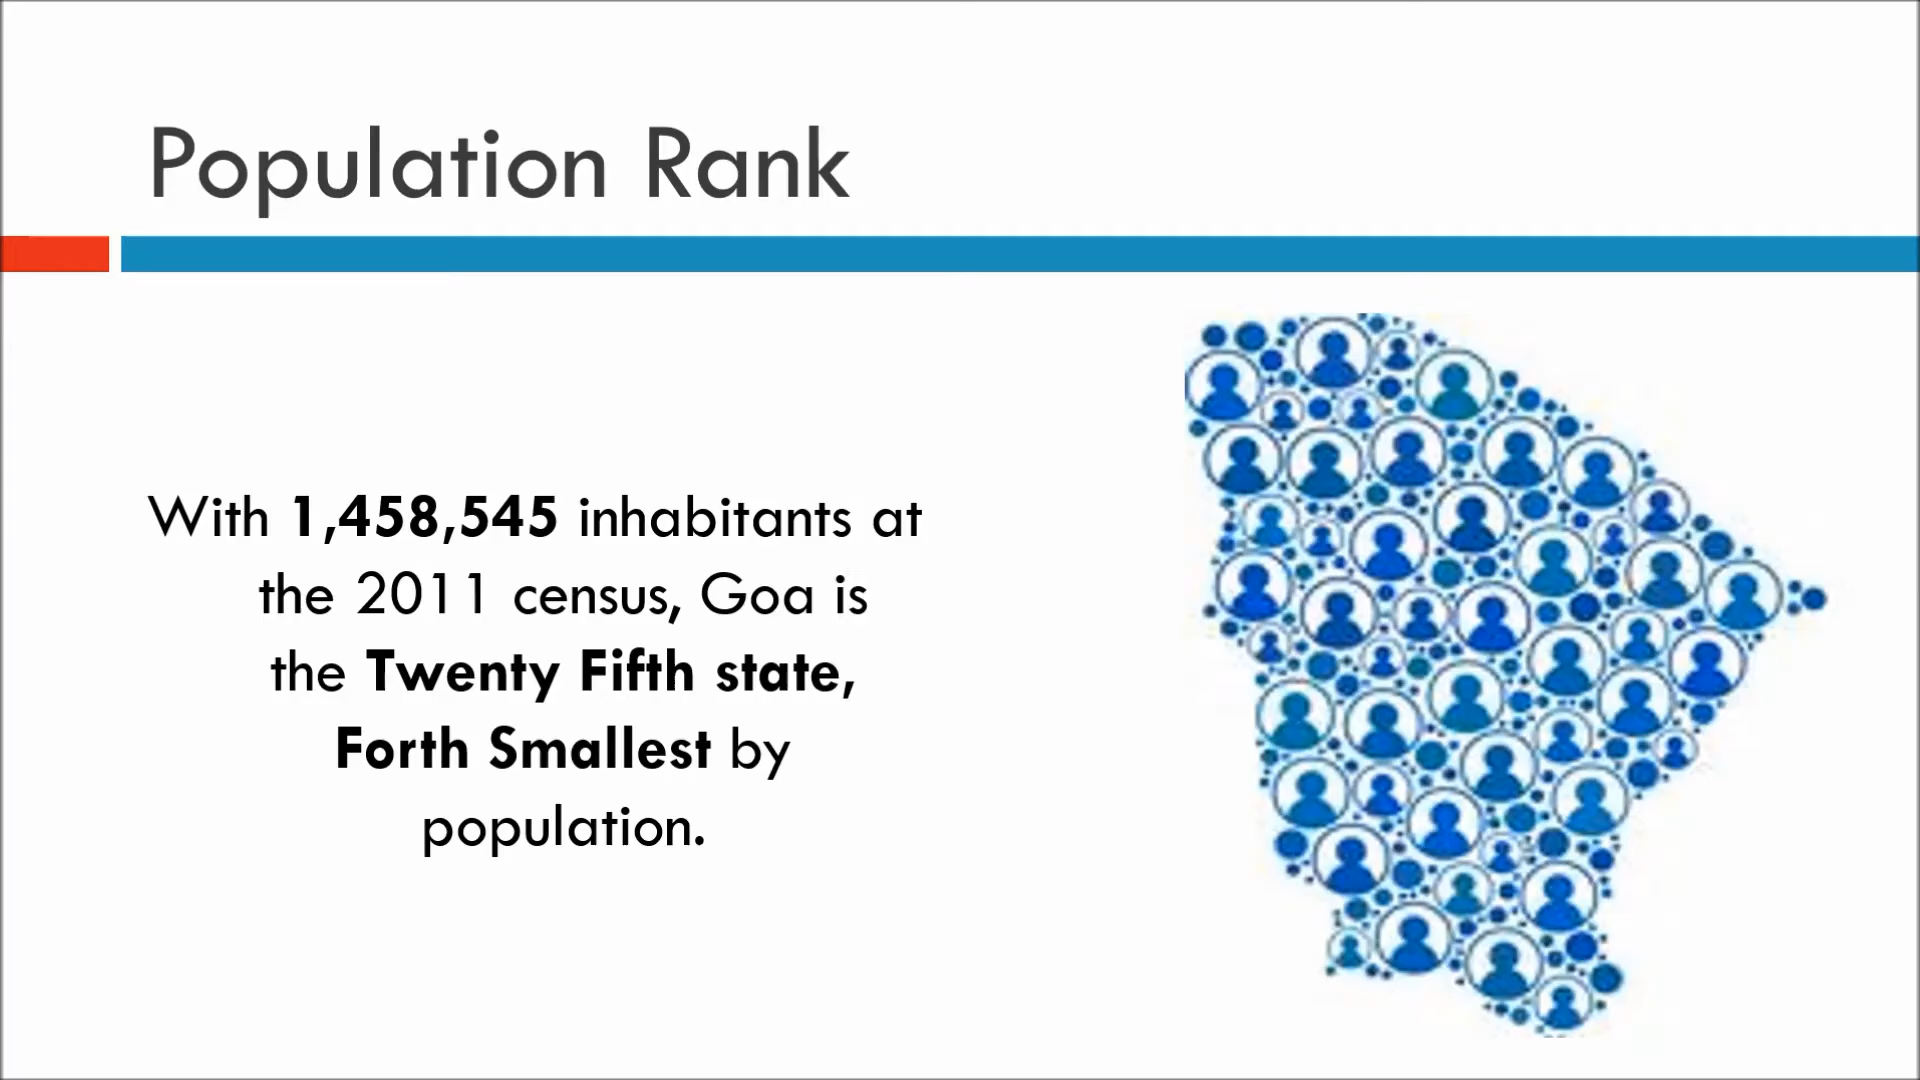 Population Rank
With 1,458,545 inhabitants at
the 2011 census, Goa is
the Twenty Fifth state,
Forth Smallest by
population.